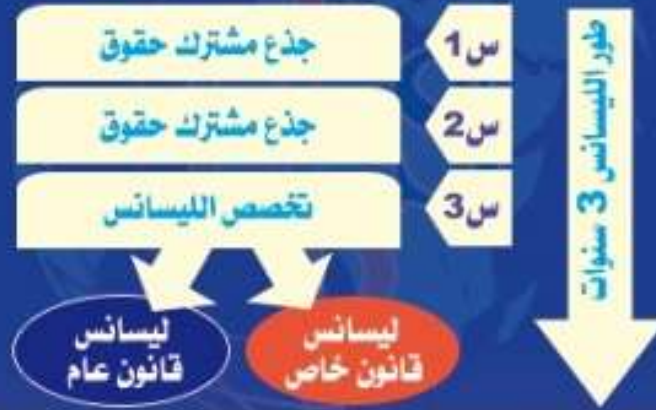 طور الليسانس 3 سنوات
س1
جذع مشترك حقوق
س2
جذع مشترك حقوق
س3
تخصص الليسانس
ليسانس
قانون خاص
ليسانس
قانون عام